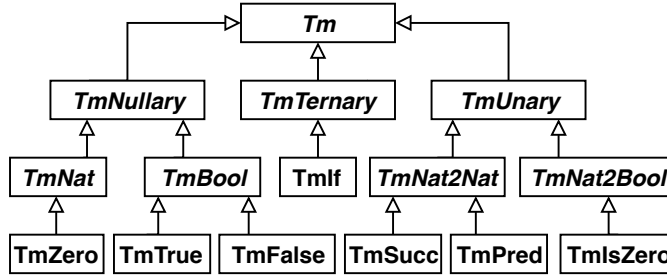 Tm
TmNullary TmTernary TmUnary
TmNat TmBool TmIf TmNat2Nat TmNat2Bool
TmZero TmTrue TmFalse TmSucc TmPred TmIsZero